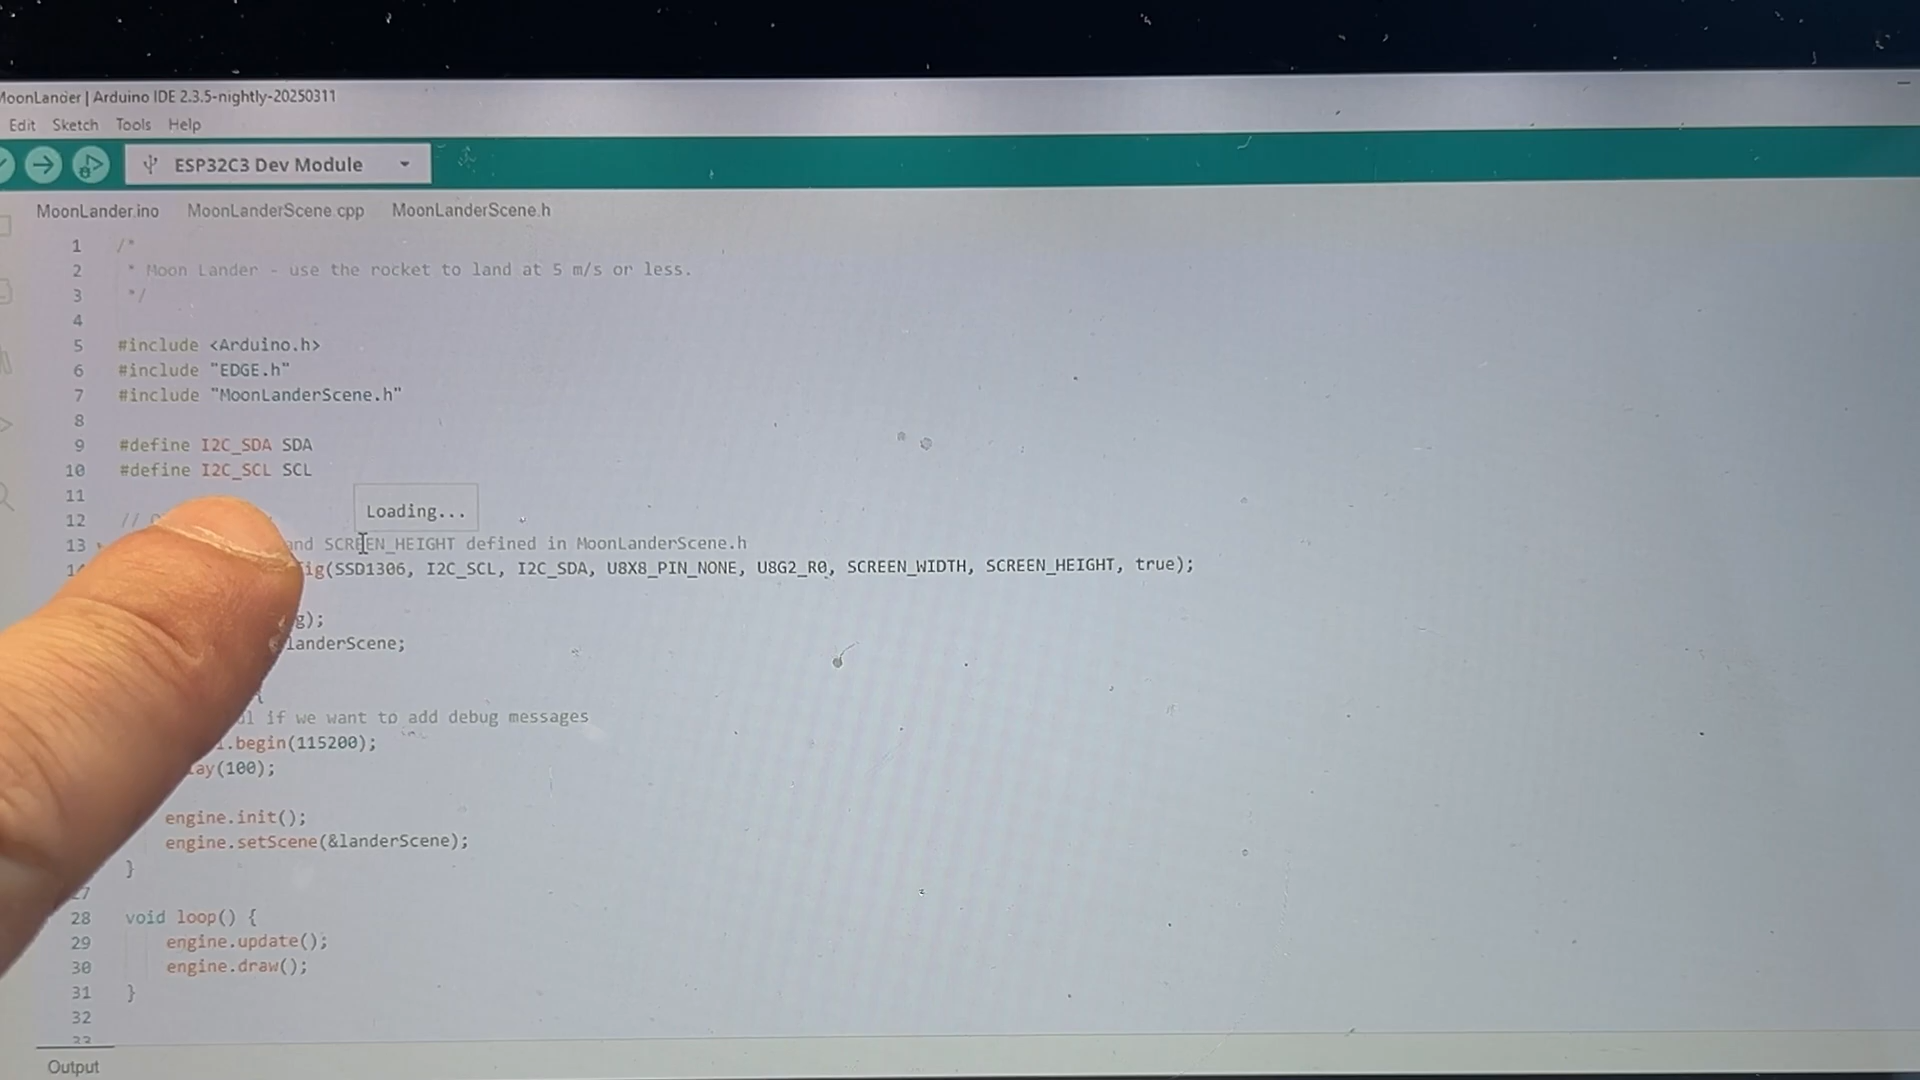 MoonLander | Arduino IDE 2.3.5-nightly-20250311
Edit Sketch Tools Help
ESP32C3 Dev Module
MoonLander.ino MoonLanderScene.cpp MoonLanderScene.h
1 /*
2 * Moon Lander - use the rocket to land at 5 m/s or less.
3 */
4
5 #include <Arduino.h>
6 #include "EDGE.h"
7 #include "MoonLanderScene.h"
8
9 #define I2C_SDA SDA
10 #define I2C_SCL SCL
11
Loading...
12 //
13 and SCREEN_HEIGHT defined in MoonLanderScene.h
(SSD1306, I2C_SCL, I2C_SDA, U8X8_PIN_NONE, U8G2_R0, SCREEN_WIDTH, SCREEN_HEIGHT, true);
g);
landerScene;
{
if we want to add debug messages
.begin(115200);
ay(100);
engine.init();
engine.setScene(&landerScene);
}
28 void loop() {
29 engine.update();
30 engine.draw();
31 }
32
Output